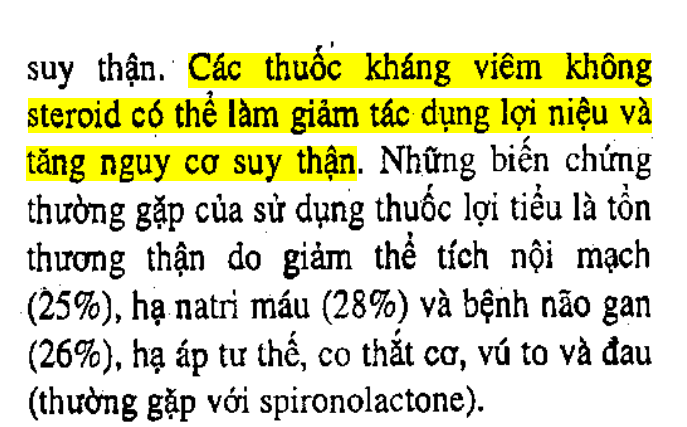 suy thận. Các thuốc kháng viêm không
steroid có thể làm giảm tác dụng lợi niệu và
tăng nguy cơ suy thận. Những biến chứng
thường gặp của sử dụng thuốc lợi tiểu là tổn
thương thận do giảm thể tích nội mạch
(25%), hạ natri máu (28%) và bệnh não gan
(26%), hạ áp tư thế, co thắt cơ, vú to và đau
(thường gặp với spironolactone).